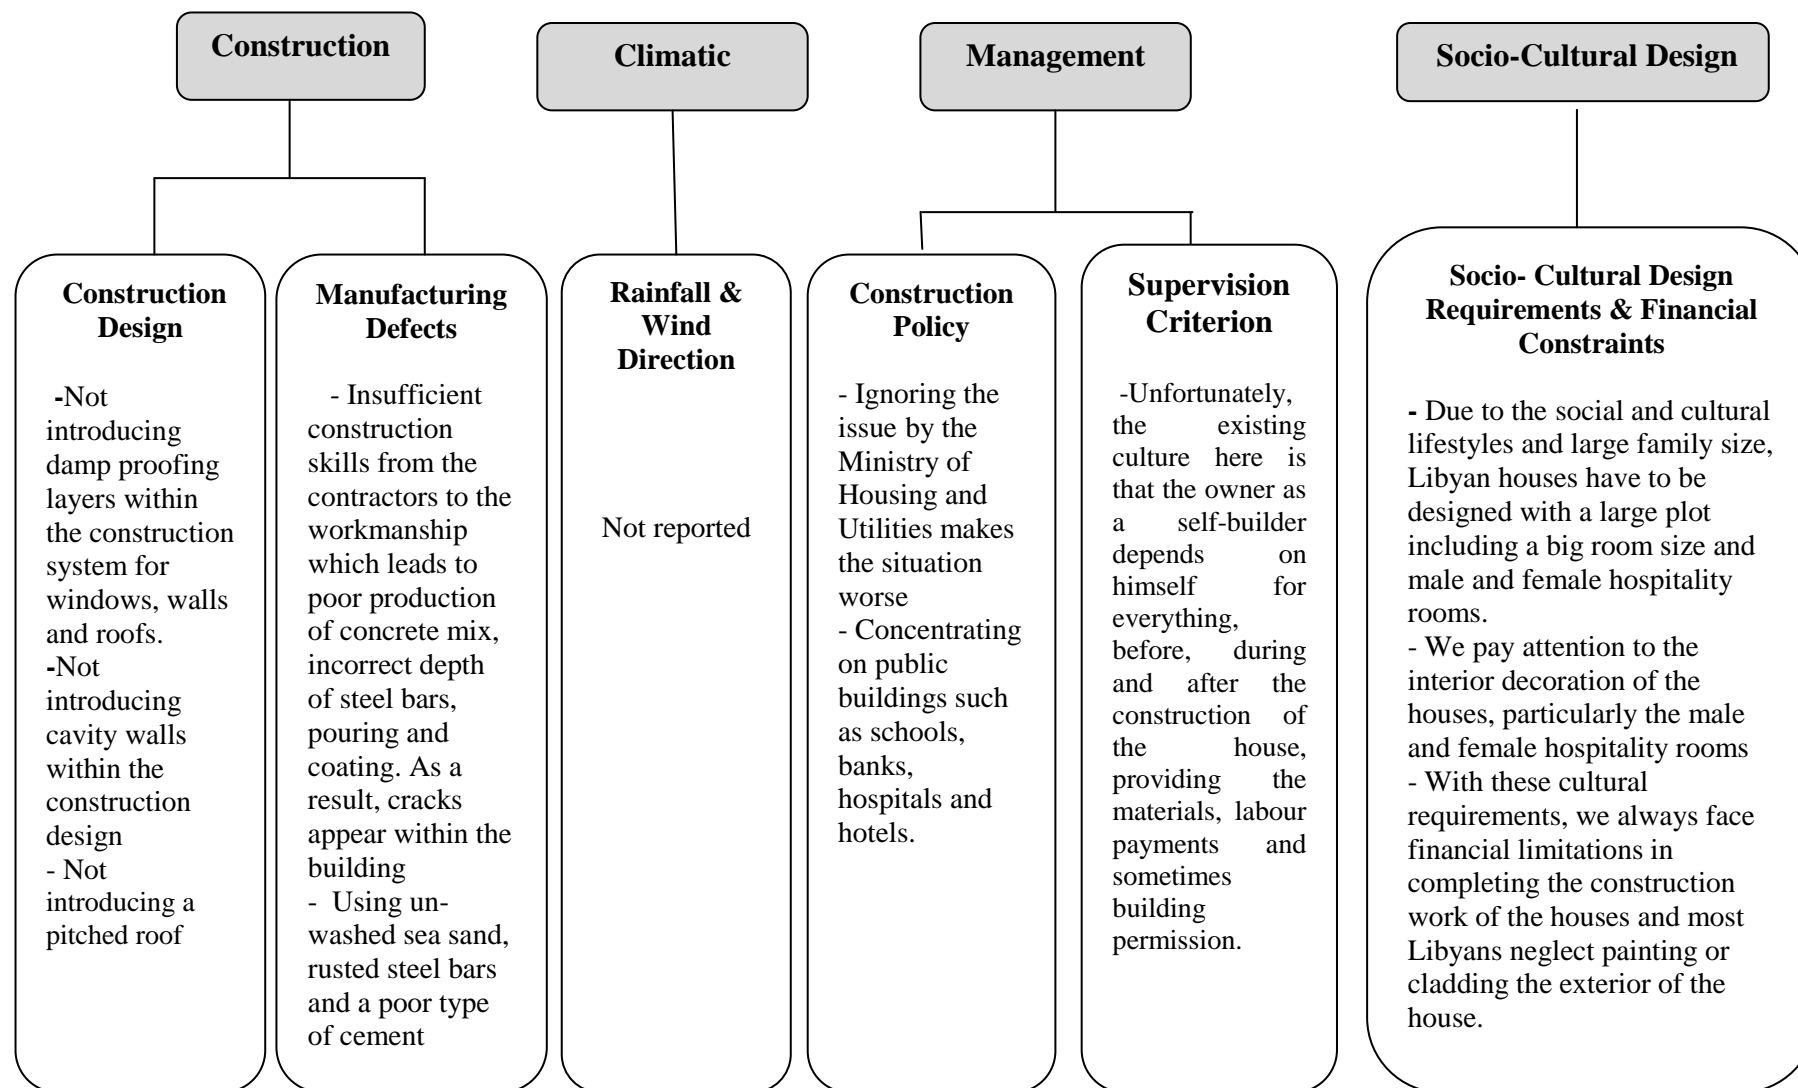 Construction
Climatic
Management
Socio-Cultural Design
Construction
Design
-Not
introducing
damp proofing
layers within
the construction
system for
windows, walls
and roofs.
-Not
introducing
cavity walls
within the
construction
design
- Not
introducing a
pitched roof
Manufacturing
Defects
- Insufficient
construction
skills from the
contractors to the
workmanship
which leads to
poor production
of concrete mix,
incorrect depth
of steel bars,
pouring and
coating. As a
result, cracks
appear within the
building
- Using un-
washed sea sand,
rusted steel bars
and a poor type
of cement
Rainfall &
Wind
Direction
Not reported
Construction
Policy
- Ignoring the
issue by the
Ministry of
Housing and
Utilities makes
the situation
worse
- Concentrating
on public
buildings such
as schools,
banks,
hospitals and
hotels.
Supervision
Criterion
-Unfortunately,
the existing
culture here is
that the owner as
a self-builder
depends on
himself for
everything,
before, during
and after the
construction of
the house,
providing the
materials, labour
payments and
sometimes
building
permission.
Socio- Cultural Design
Requirements & Financial
Constraints
- Due to the social and cultural
lifestyles and large family size,
Libyan houses have to be
designed with a large plot
including a big room size and
male and female hospitality
rooms.
- We pay attention to the
interior decoration of the
houses, particularly the male
and female hospitality rooms
- With these cultural
requirements, we always face
financial limitations in
completing the construction
work of the houses and most
Libyans neglect painting or
cladding the exterior of the
house.